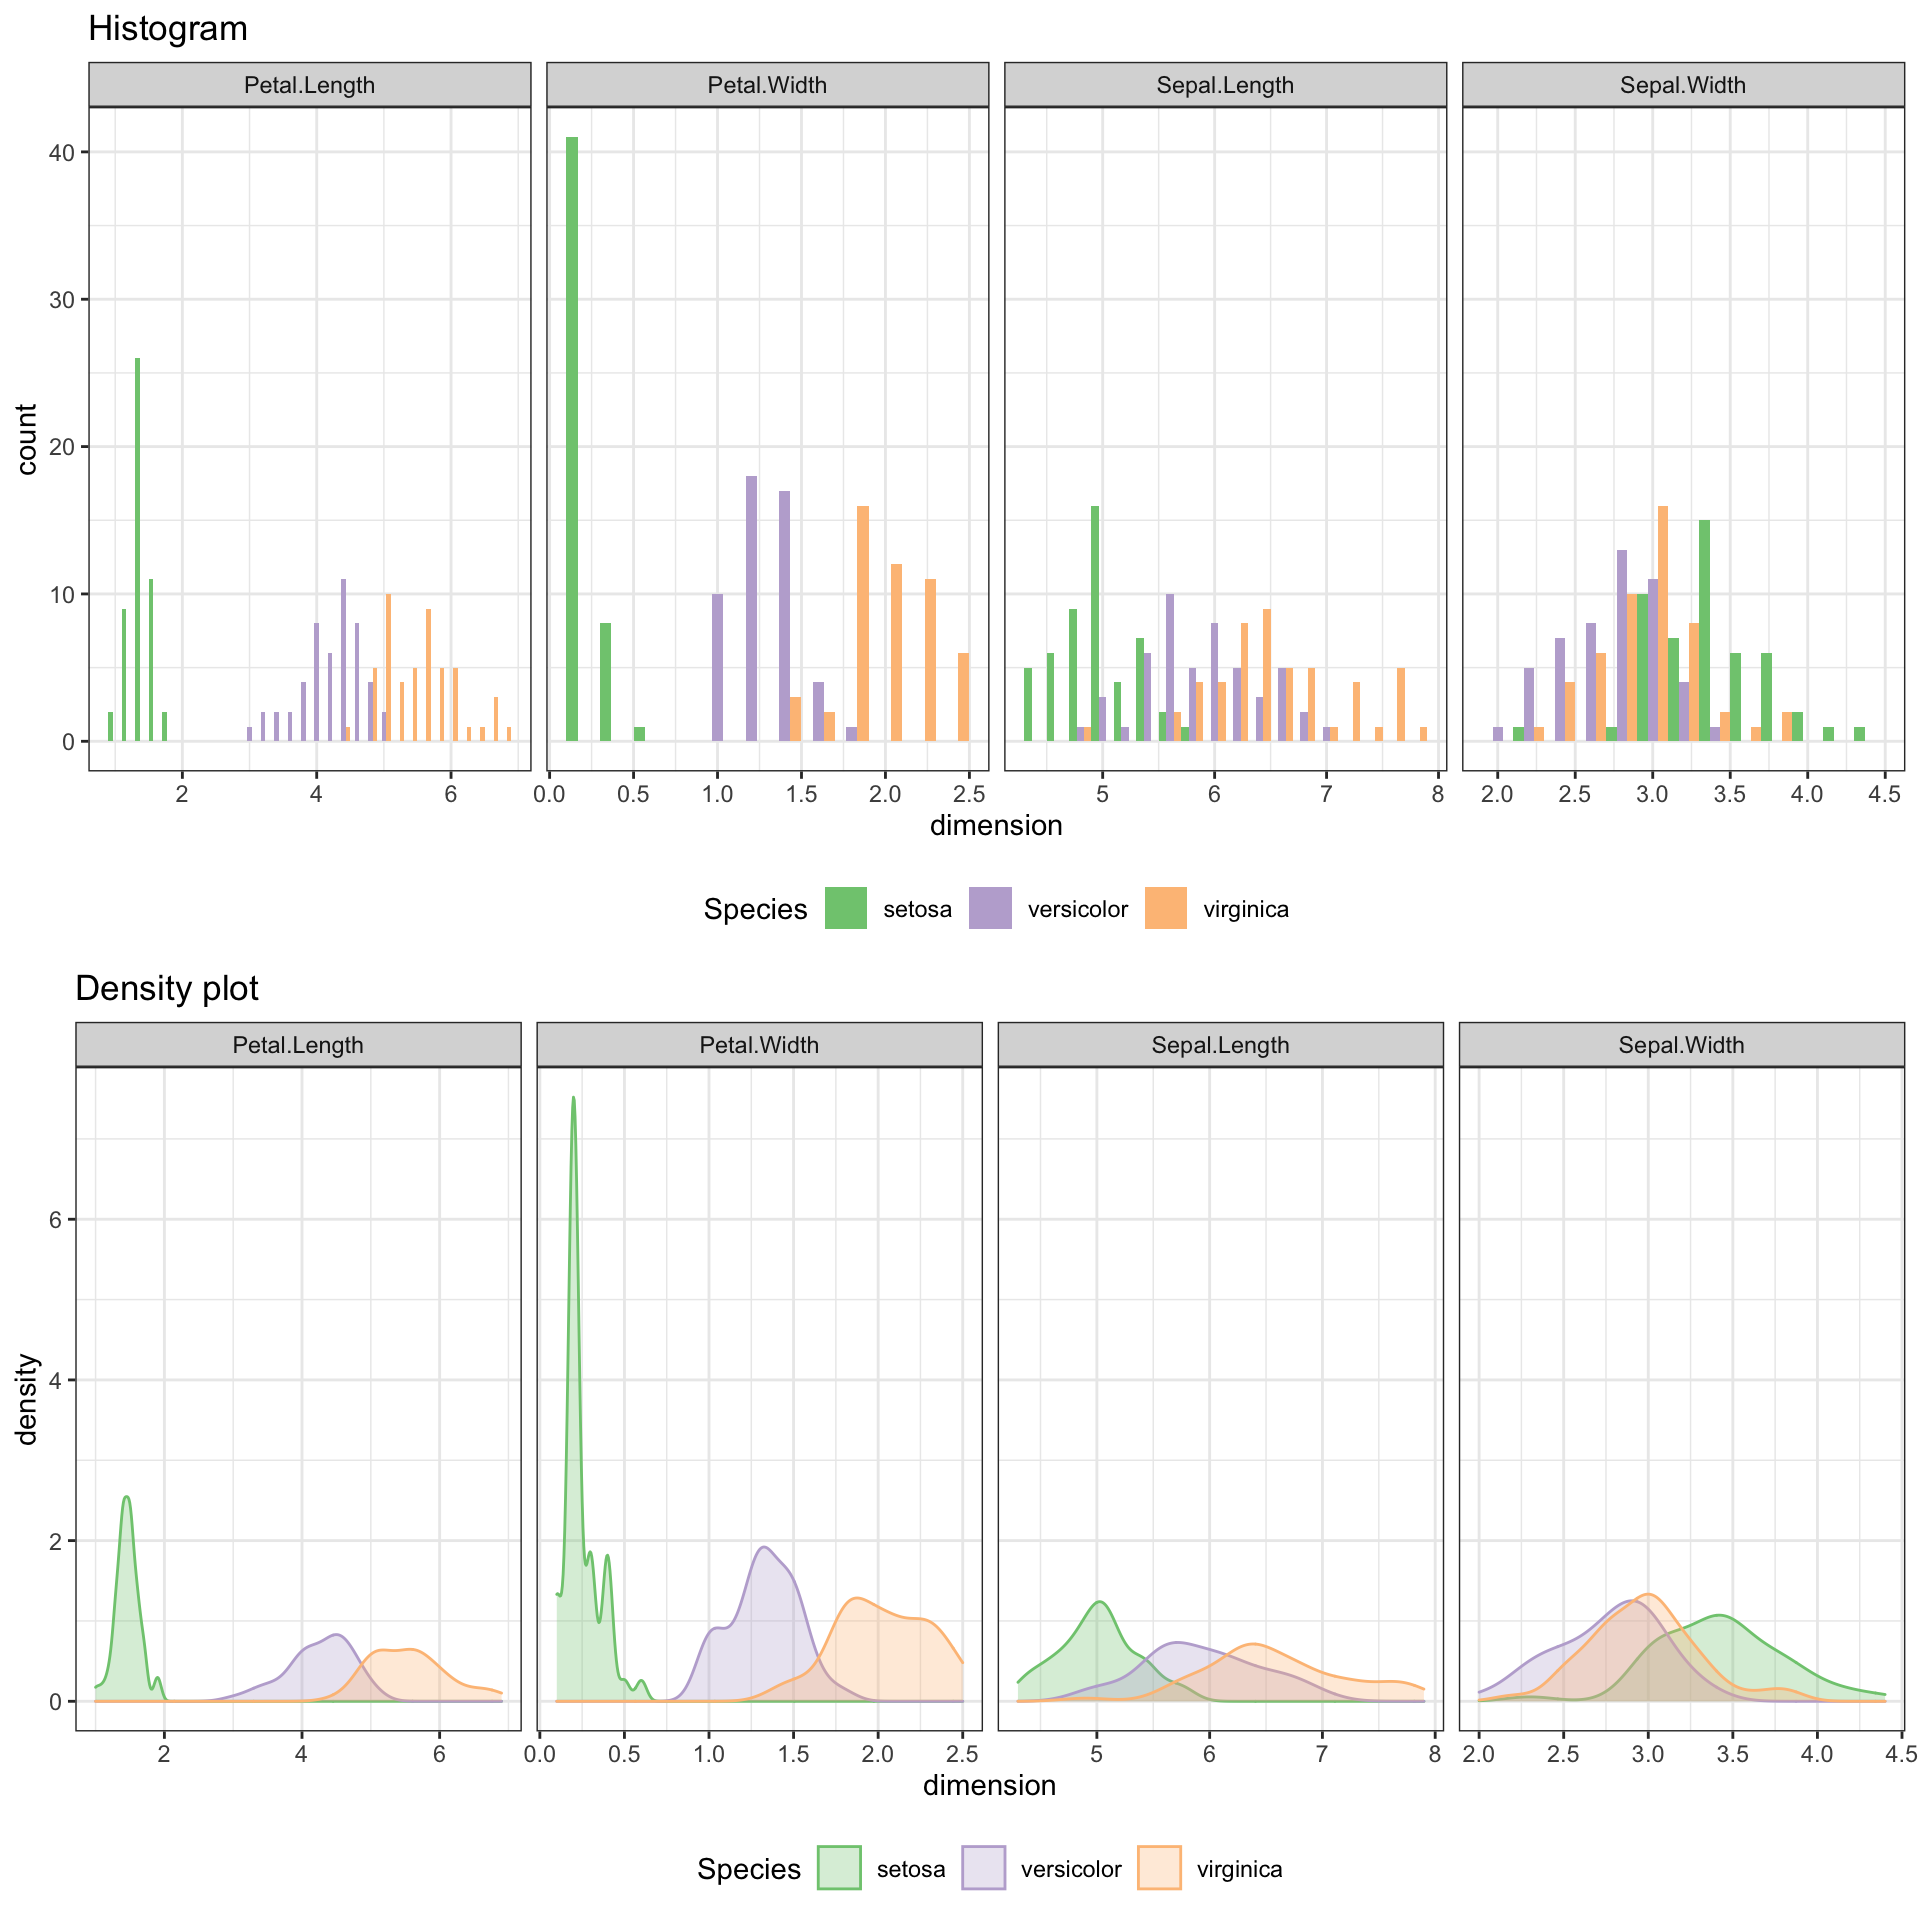 Histogram
Petal.Length Petal.Width Sepal.Length Sepal.Width
40
30
20
10
0
count
2 4 6 0.0 0.5 1.0 1.5 2.0 2.5 5 6 7 8 2.0 2.5 3.0 3.5 4.0 4.5
dimension
Species setosa versicolor virginica
Density plot
Petal.Length Petal.Width Sepal.Length Sepal.Width
6
4
2
0
density
2 4 6 0.0 0.5 1.0 1.5 2.0 2.5 5 6 7 8 2.0 2.5 3.0 3.5 4.0 4.5
dimension
Species setosa versicolor virginica